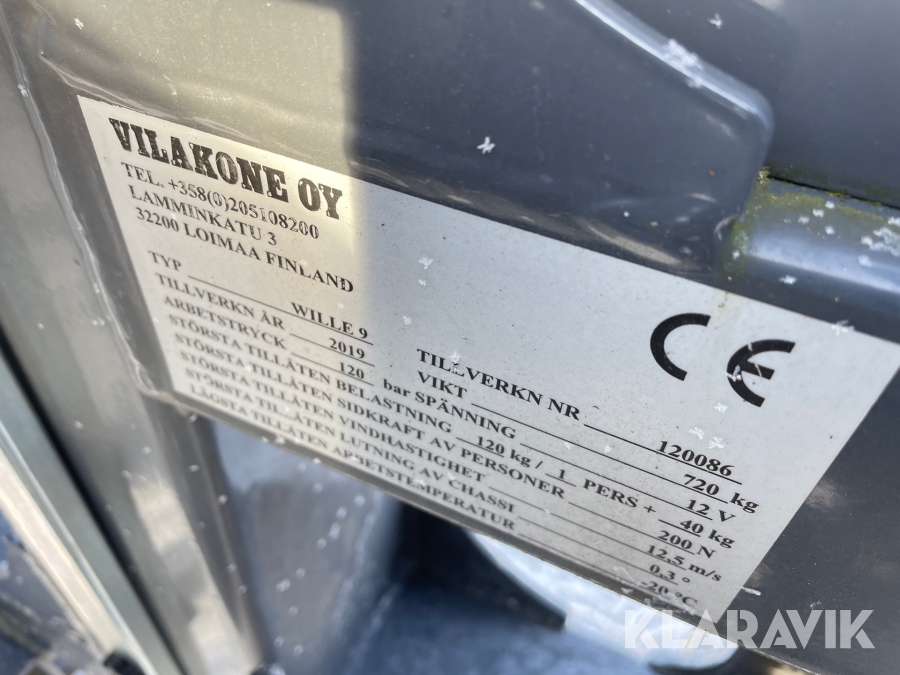 VILAKONE OY
TEL. +358(0)205108200
LAMMINKATU 3
32200 LOIMAA FINLAND
CE
TYP WILLE 9 TILLVERKN NR 120086
TILLVERKN ÅR 2019 VIKT 720 kg
ARBETSTRYCK 120 bar SPÄNNING 12 V
STÖRSTA TILLÅTEN BELASTNING 120 kg / 1 PERS + 40 kg
STÖRSTA TILLÅTEN SIDKRAFT AV PERSONER 200 N
STÖRSTA TILLÅTEN VINDHASTIGHET 12,5 m/s
STÖRSTA TILLÅTEN LUTNING AV CHASSI 0,3 °
LÄGSTA TILLÅTEN ARBETSTEMPERATUR -20 °C
KLARAVIK